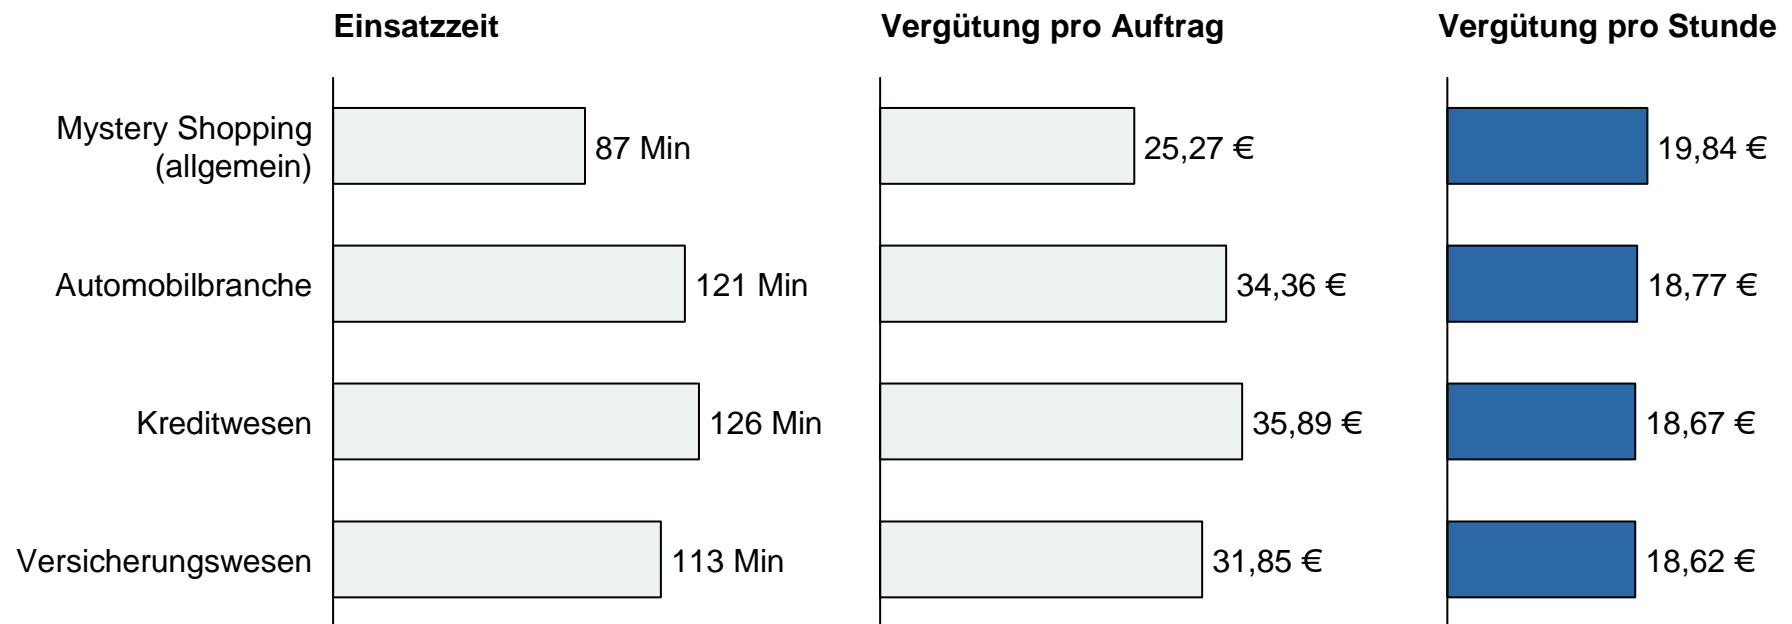 Einsatzzeit Vergütung pro Auftrag Vergütung pro Stunde
Mystery Shopping
(allgemein)
87 Min 25,27 € 19,84 €
Automobilbranche 121 Min 34,36 € 18,77 €
Kreditwesen 126 Min 35,89 € 18,67 €
Versicherungswesen 113 Min 31,85 € 18,62 €